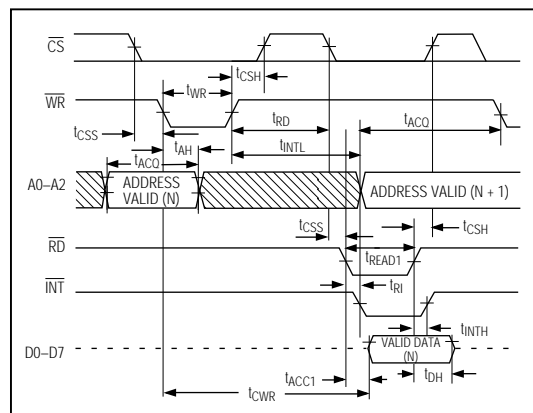 CS
tCSH
tWR
WR
tRD
tACQ
tCSS
tAH
tINTL
tACQ
A0–A2
ADDRESS
VALID (N)
ADDRESS VALID (N + 1)
tCSS
tCSH
RD
tREAD1
INT
tRI
tINTH
VALID DATA
(N)
D0–D7
tACC1
tDH
tCWR